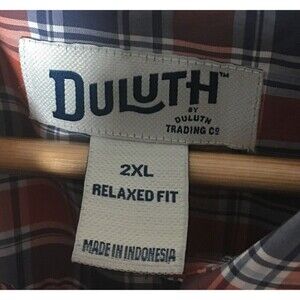 DULUTH™
BY
DULUTH
TRADING CO
2XL
RELAXED FIT
MADE IN INDONESIA